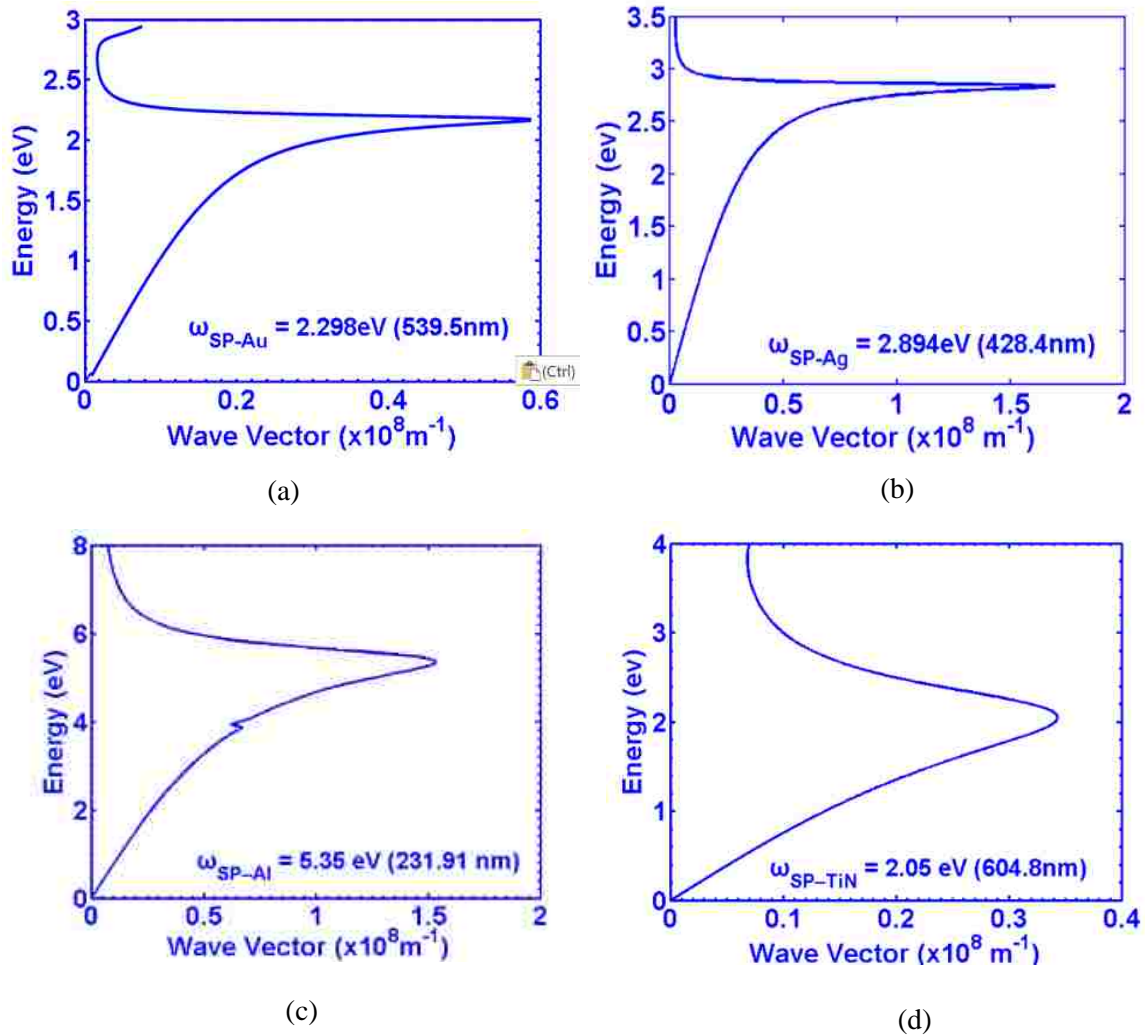 3
2.5
2
1.5
1
0.5
0
Energy (eV)
ω_SP-Au = 2.298eV (539.5nm)
(Ctrl)
0 0.2 0.4 0.6
Wave Vector (x10^8 m^-1)
(a)
3.5
3
2.5
2
1.5
1
0.5
0
Energy (ev)
ω_SP-Ag = 2.894eV (428.4nm)
0 0.5 1 1.5 2
Wave Vector (x10^8 m^-1)
(b)
8
6
4
2
0
Energy (eV)
ω_SP-Al = 5.35 eV (231.91 nm)
0 0.5 1 1.5 2
Wave Vector (x10^8 m^-1)
(c)
4
3
2
1
0
Energy (ev)
ω_SP-TiN = 2.05 eV (604.8nm)
0 0.1 0.2 0.3 0.4
Wave Vector (x10^8 m^-1)
(d)